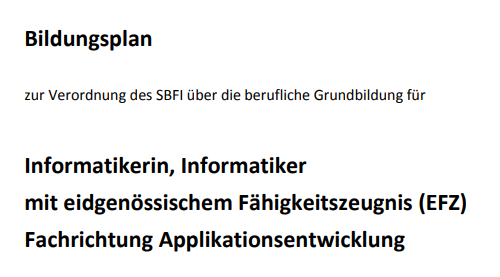 Bildungsplan
zur Verordnung des SBFI über die berufliche Grundbildung für
Informatikerin, Informatiker
mit eidgenössischem Fähigkeitszeugnis (EFZ)
Fachrichtung Applikationsentwicklung